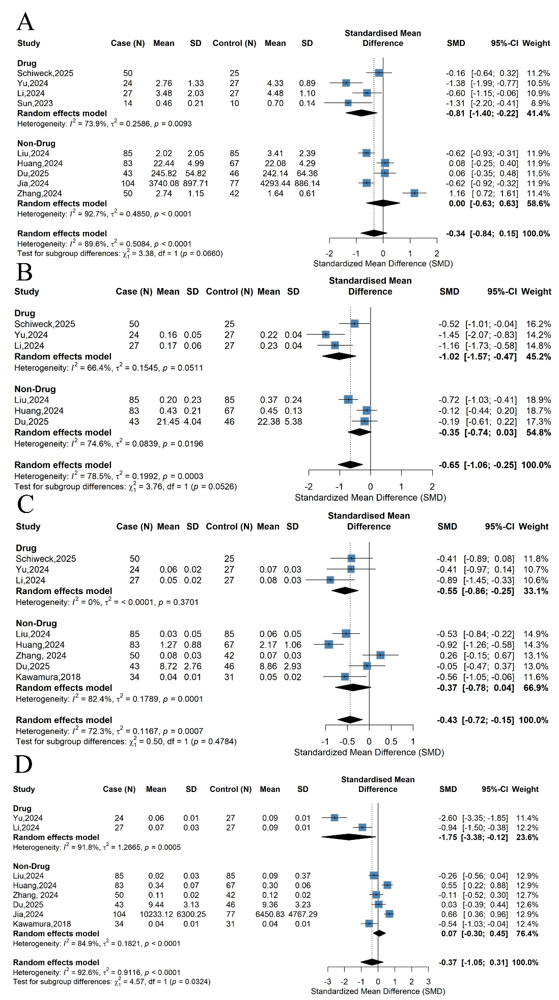 A
Standardised Mean
Study Case (N) Mean SD Control (N) Mean SD Difference SMD 95%-CI Weight
Drug
Schiweck,2025 50 25 -0.16 [-0.64; 0.32] 11.2%
Yu,2024 24 2.76 1.33 27 4.33 0.89 -1.38 [-1.99; -0.77] 10.5%
Li,2024 27 3.48 2.03 27 4.48 1.10 -0.60 [-1.15; -0.06] 10.9%
Sun,2023 14 0.46 0.21 10 0.70 0.14 -1.31 [-2.20; -0.41] 8.9%
Random effects model -0.81 [-1.40; -0.22] 41.4%
Heterogeneity: I² = 73.9%, τ² = 0.2586, p = 0.0093
Non-Drug
Liu,2024 85 2.02 2.05 85 3.41 2.39 -0.62 [-0.93; -0.31] 11.9%
Huang,2024 83 22.44 4.99 67 22.08 4.29 0.08 [-0.25; 0.40] 11.9%
Du,2025 43 245.82 54.82 46 242.14 64.36 0.06 [-0.35; 0.48] 11.5%
Jia,2024 104 3740.08 897.71 77 4293.44 886.14 -0.62 [-0.92; -0.32] 11.9%
Zhang,2024 50 2.74 1.15 42 1.64 0.61 1.16 [ 0.72; 1.61] 11.4%
Random effects model 0.00 [-0.63; 0.63] 58.6%
Heterogeneity: I² = 92.7%, τ² = 0.4850, p < 0.0001
Random effects model -0.34 [-0.84; 0.15] 100.0%
Heterogeneity: I² = 89.6%, τ² = 0.5084, p < 0.0001
Test for subgroup differences: χ²₁ = 3.38, df = 1 (p = 0.0660)
-2 -1 0 1 2
Standardized Mean Difference (SMD)
B
Standardised Mean
Study Case (N) Mean SD Control (N) Mean SD Difference SMD 95%-CI Weight
Drug
Schiweck,2025 50 25 -0.52 [-1.01; -0.04] 16.2%
Yu,2024 24 0.16 0.05 27 0.22 0.04 -1.45 [-2.07; -0.83] 14.2%
Li,2024 27 0.17 0.06 27 0.23 0.04 -1.16 [-1.73; -0.58] 14.8%
Random effects model -1.02 [-1.57; -0.47] 45.2%
Heterogeneity: I² = 66.4%, τ² = 0.1545, p = 0.0511
Non-Drug
Liu,2024 85 0.20 0.23 85 0.37 0.24 -0.72 [-1.03; -0.41] 18.9%
Huang,2024 83 0.43 0.21 67 0.45 0.13 -0.12 [-0.44; 0.20] 18.7%
Du,2025 43 21.45 4.04 46 22.38 5.38 -0.19 [-0.61; 0.22] 17.3%
Random effects model -0.35 [-0.74; 0.03] 54.8%
Heterogeneity: I² = 74.6%, τ² = 0.0839, p = 0.0196
Random effects model -0.65 [-1.06; -0.25] 100.0%
Heterogeneity: I² = 78.5%, τ² = 0.1992, p = 0.0003
Test for subgroup differences: χ²₁ = 3.76, df = 1 (p = 0.0526)
-2 -1 0 1 2
Standardized Mean Difference (SMD)
C
Standardised Mean
Study Case (N) Mean SD Control (N) Mean SD Difference SMD 95%-CI Weight
Drug
Schiweck,2025 50 25 -0.41 [-0.89; 0.08] 11.8%
Yu,2024 24 0.06 0.02 27 0.07 0.03 -0.41 [-0.97; 0.14] 10.7%
Li,2024 27 0.05 0.02 27 0.08 0.03 -0.89 [-1.45; -0.33] 10.6%
Random effects model -0.55 [-0.86; -0.25] 33.1%
Heterogeneity: I² = 0%, τ² = < 0.0001, p = 0.3701
Non-Drug
Liu,2024 85 0.03 0.05 85 0.06 0.05 -0.53 [-0.84; -0.22] 14.9%
Huang,2024 83 1.27 0.88 67 2.17 1.06 -0.92 [-1.26; -0.58] 14.3%
Zhang, 2024 50 0.08 0.03 42 0.07 0.03 0.26 [-0.15; 0.67] 13.1%
Du,2025 43 8.72 2.76 46 8.86 2.93 -0.05 [-0.47; 0.37] 13.0%
Kawamura,2018 34 0.04 0.01 31 0.05 0.02 -0.56 [-1.05; -0.06] 11.6%
Random effects model -0.37 [-0.78; 0.04] 66.9%
Heterogeneity: I² = 82.4%, τ² = 0.1789, p = 0.0001
Random effects model -0.43 [-0.72; -0.15] 100.0%
Heterogeneity: I² = 72.3%, τ² = 0.1167, p = 0.0007
Test for subgroup differences: χ²₁ = 0.50, df = 1 (p = 0.4784)
-1 -0.5 0 0.5 1
Standardized Mean Difference (SMD)
D
Standardised Mean
Study Case (N) Mean SD Control (N) Mean SD Difference SMD 95%-CI Weight
Drug
Yu,2024 24 0.06 0.01 27 0.09 0.01 -2.60 [-3.35; -1.85] 11.4%
Li,2024 27 0.07 0.03 27 0.09 0.01 -0.94 [-1.50; -0.38] 12.2%
Random effects model -1.75 [-3.38; -0.12] 23.6%
Heterogeneity: I² = 91.8%, τ² = 1.2665, p = 0.0005
Non-Drug
Liu,2024 85 0.02 0.03 85 0.09 0.37 -0.26 [-0.56; 0.04] 12.9%
Huang,2024 83 0.34 0.07 67 0.30 0.06 0.55 [ 0.22; 0.88] 12.9%
Zhang, 2024 50 0.11 0.02 42 0.12 0.02 -0.11 [-0.52; 0.30] 12.7%
Du,2025 43 9.44 3.13 46 9.36 3.23 0.03 [-0.39; 0.44] 12.6%
Jia,2024 104 10233.12 6300.25 77 6450.83 4767.29 0.66 [ 0.36; 0.96] 12.9%
Kawamura,2018 34 0.04 0.01 31 0.04 0.01 -0.54 [-1.03; -0.04] 12.4%
Random effects model 0.07 [-0.30; 0.45] 76.4%
Heterogeneity: I² = 84.9%, τ² = 0.1821, p < 0.0001
Random effects model -0.37 [-1.05; 0.31] 100.0%
Heterogeneity: I² = 92.6%, τ² = 0.9116, p < 0.0001
Test for subgroup differences: χ²₁ = 4.57, df = 1 (p = 0.0324)
-3 -2 -1 0 1 2 3
Standardized Mean Difference (SMD)